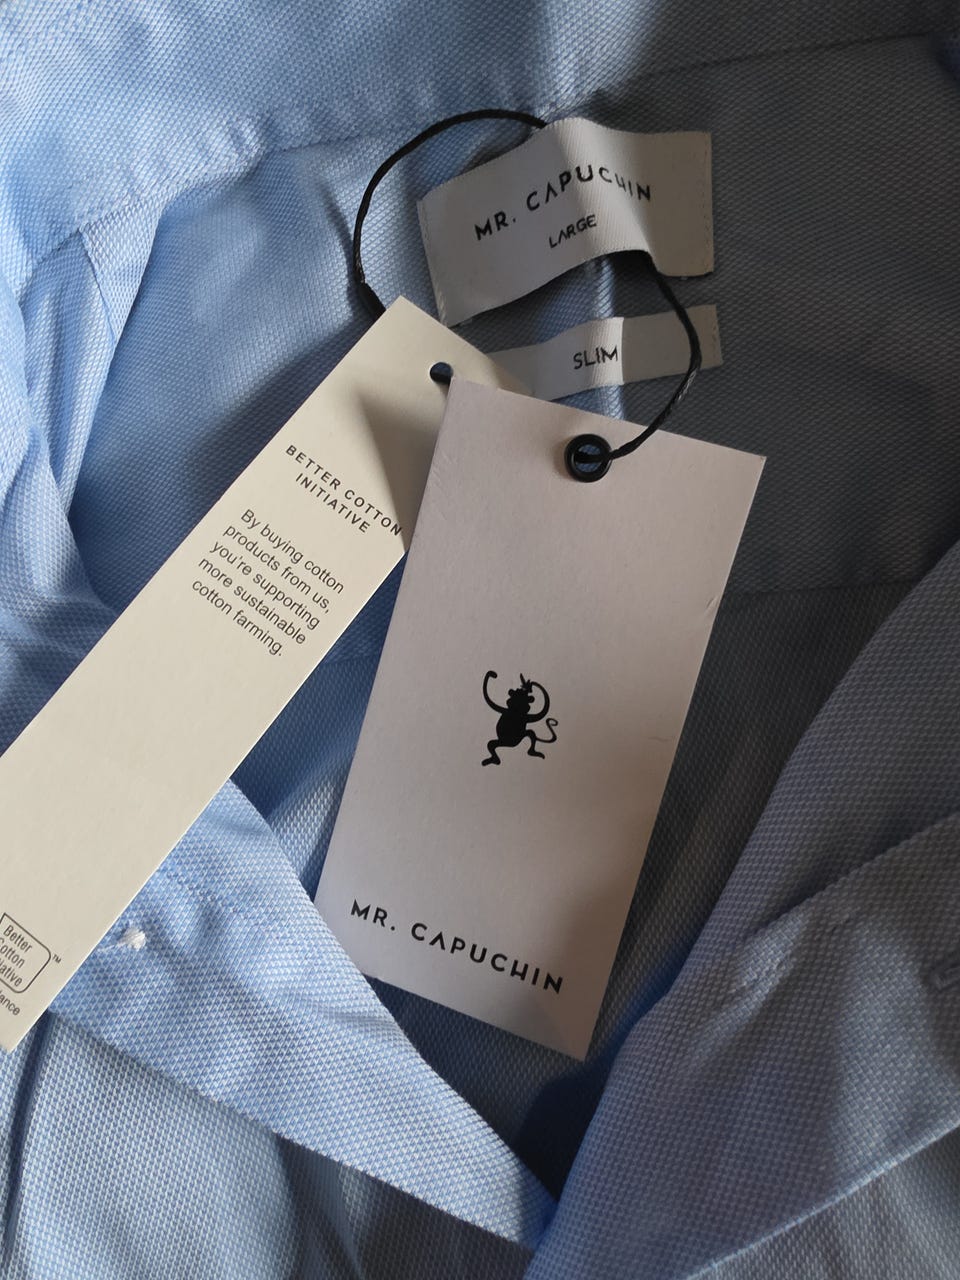 MR. CAPUCHIN
LARGE
SLIM
BETTER COTTON
INITIATIVE
By buying cotton
products from us,
you're supporting
more sustainable
cotton farming.
MR. CAPUCHIN
Better
Cotton
™